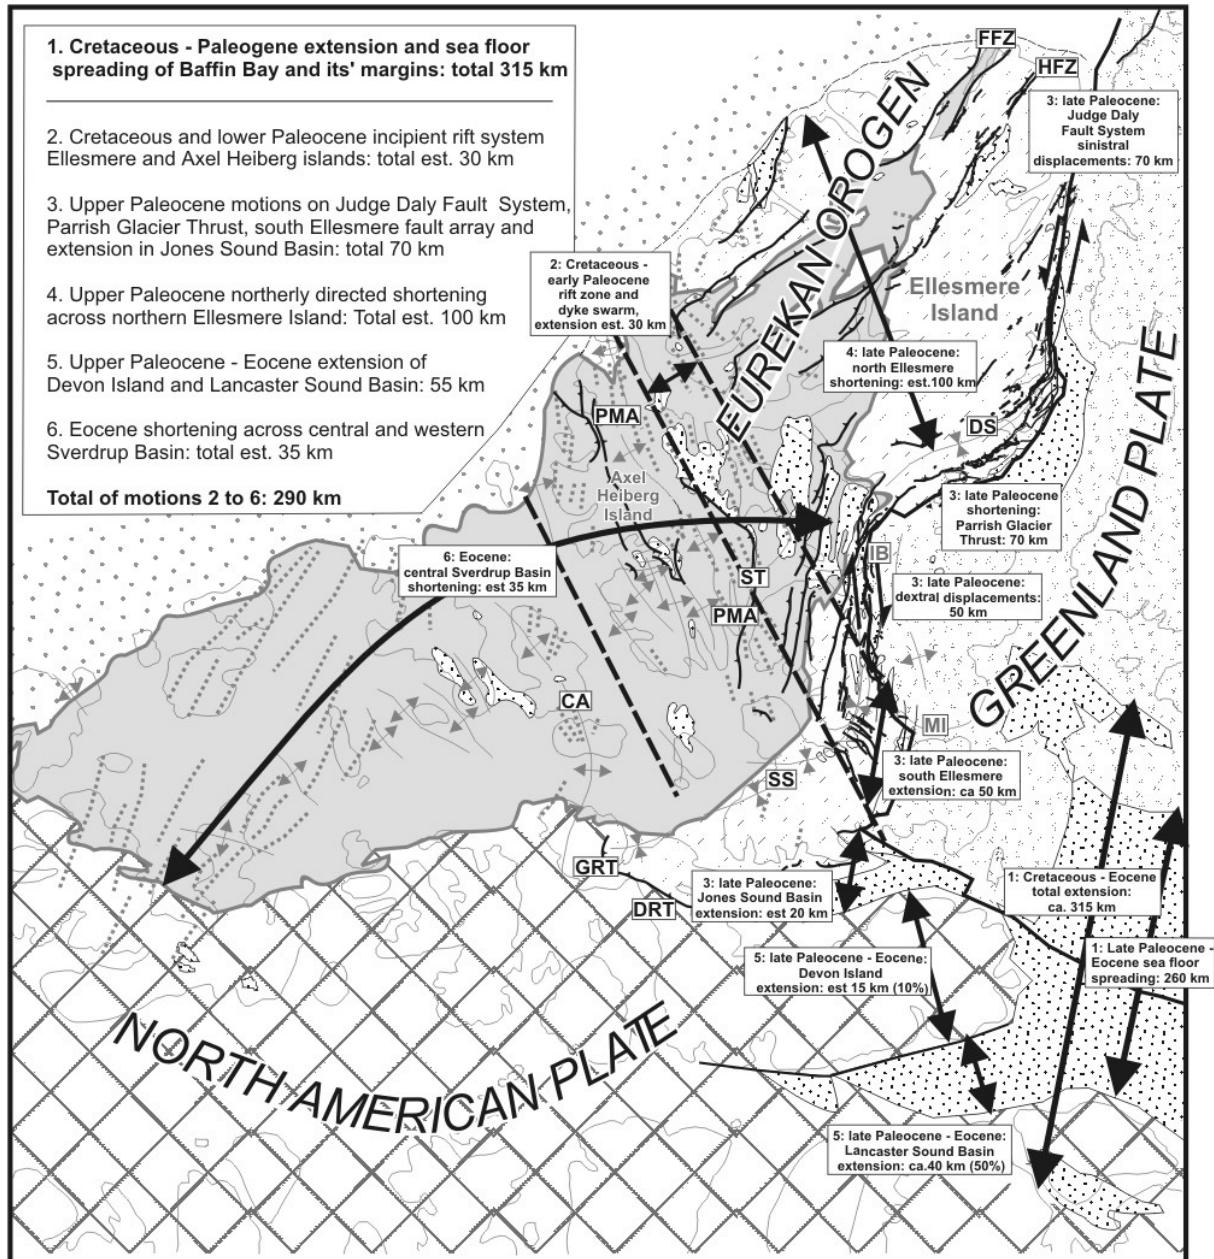 1. Cretaceous - Paleogene extension and sea floor
spreading of Baffin Bay and its' margins: total 315 km
2. Cretaceous and lower Paleocene incipient rift system
Ellesmere and Axel Heiberg islands: total est. 30 km
3. Upper Paleocene motions on Judge Daly Fault System,
Parrish Glacier Thrust, south Ellesmere fault array and
extension in Jones Sound Basin: total 70 km
4. Upper Paleocene northerly directed shortening
across northern Ellesmere Island: Total est. 100 km
5. Upper Paleocene - Eocene extension of
Devon Island and Lancaster Sound Basin: 55 km
6. Eocene shortening across central and western
Sverdrup Basin: total est. 35 km
Total of motions 2 to 6: 290 km
FFZ
HFZ
3: late Paleocene:
Judge Daly
Fault System
sinistral
displacements: 70 km
EUREKAN OROGEN
2: Cretaceous -
early Paleocene
rift zone and
dyke swarm,
extension est. 30 km
Ellesmere
Island
4: late Paleocene:
north Ellesmere
shortening: est.100 km
PMA
DS
GREENLAND PLATE
Axel
Heiberg
Island
3: late Paleocene
shortening:
Parrish Glacier
Thrust: 70 km
6: Eocene:
central Sverdrup Basin
shortening: est 35 km
IB
ST
3: late Paleocene:
dextral displacements:
50 km
PMA
CA
MI
SS
3: late Paleocene:
south Ellesmere
extension: ca 50 km
GRT
DRT
3: late Paleocene:
Jones Sound Basin
extension: est 20 km
1: Cretaceous - Eocene
total extension:
ca. 315 km
5: late Paleocene - Eocene:
Devon Island
extension: est 15 km (10%)
1: Late Paleocene -
Eocene sea floor
spreading: 260 km
NORTH AMERICAN PLATE
5: late Paleocene - Eocene:
Lancaster Sound Basin
extension: ca.40 km (50%)